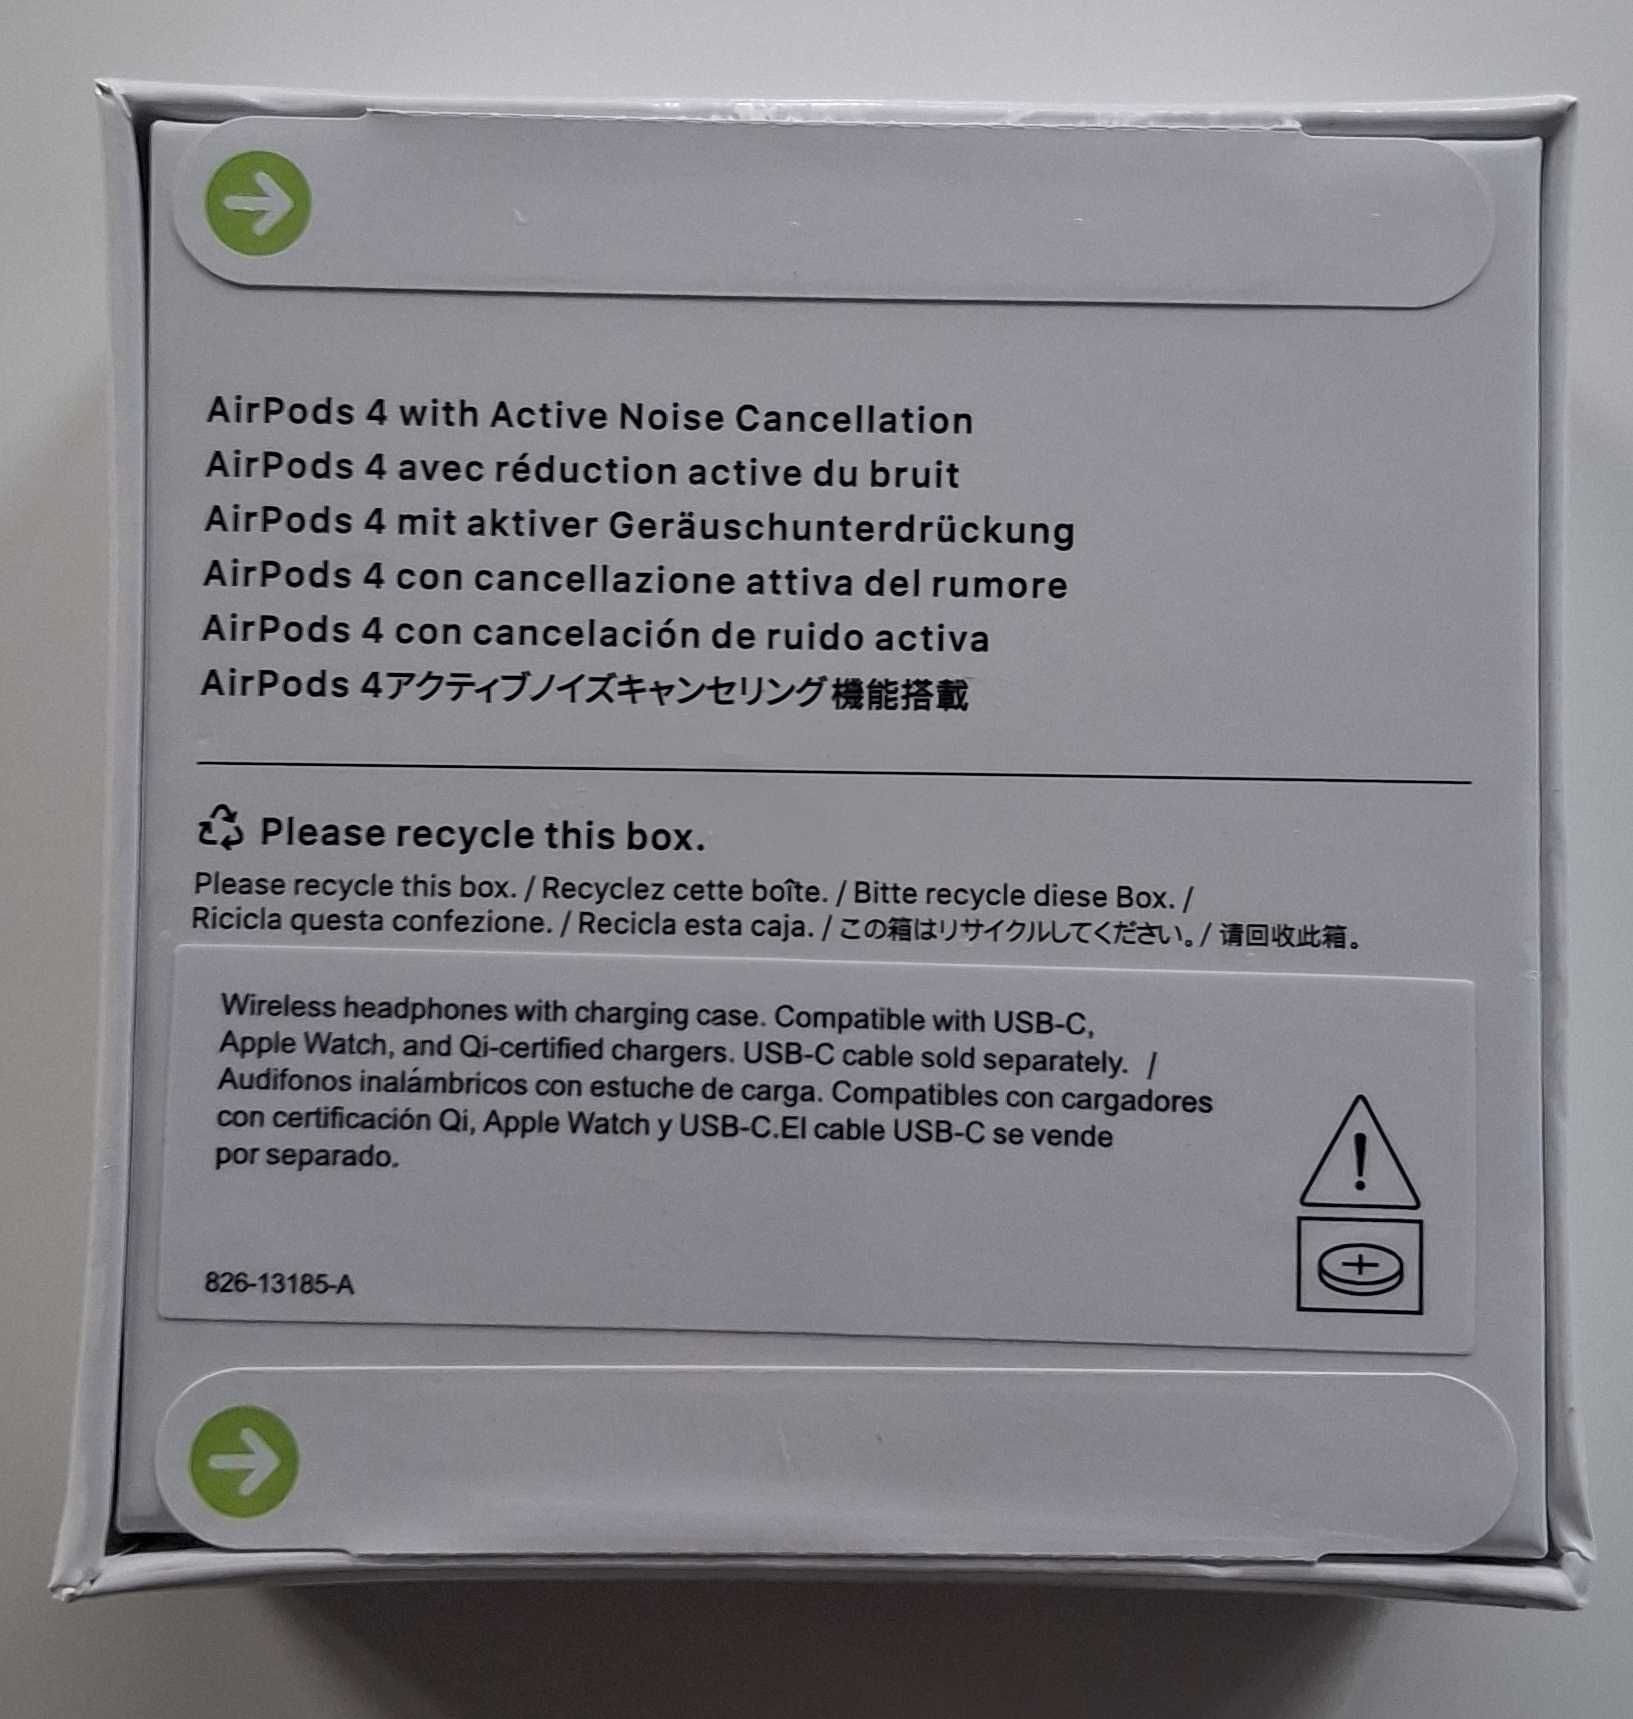 AirPods 4 with Active Noise Cancellation
AirPods 4 avec réduction active du bruit
AirPods 4 mit aktiver Geräuschunterdrückung
AirPods 4 con cancellazione attiva del rumore
AirPods 4 con cancelación de ruido activa
AirPods 4アクティブノイズキャンセリング機能搭載
Please recycle this box.
Please recycle this box. / Recyclez cette boîte. / Bitte recycle diese Box. /
Ricicla questa confezione. / Recicla esta caja. / この箱はリサイクルしてください。/ 请回收此箱。
Wireless headphones with charging case. Compatible with USB-C,
Apple Watch, and Qi-certified chargers. USB-C cable sold separately. /
Audifonos inalámbricos con estuche de carga. Compatibles con cargadores
con certificación Qi, Apple Watch y USB-C.El cable USB-C se vende
por separado.
826-13185-A